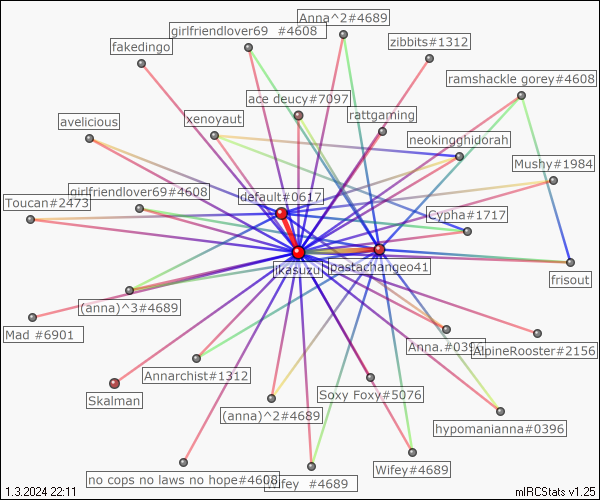 Anna^2#4689
girlfriendlover69 #4608
zibbits#1312
fakedingo
ramshackle gorey#4608
ace deucy#7097
rattgaming
xenoyaut
avelicious
neokingghidorah
Mushy#1984
girlfriendlover69#4608
default#0617
Toucan#2473
Cypha#1717
ikasuzu
pastachangeo41
frisout
(anna)^3#4689
Mad #6901
Anna.#039
AlpineRooster#2156
Annarchist#1312
Skalman
Soxy Foxy#5076
(anna)^2#4689
hypomanianna#0396
Wifey#4689
no cops no laws no hope#4608
Wifey #4689
1.3.2024 22:11
mIRCStats v1.25